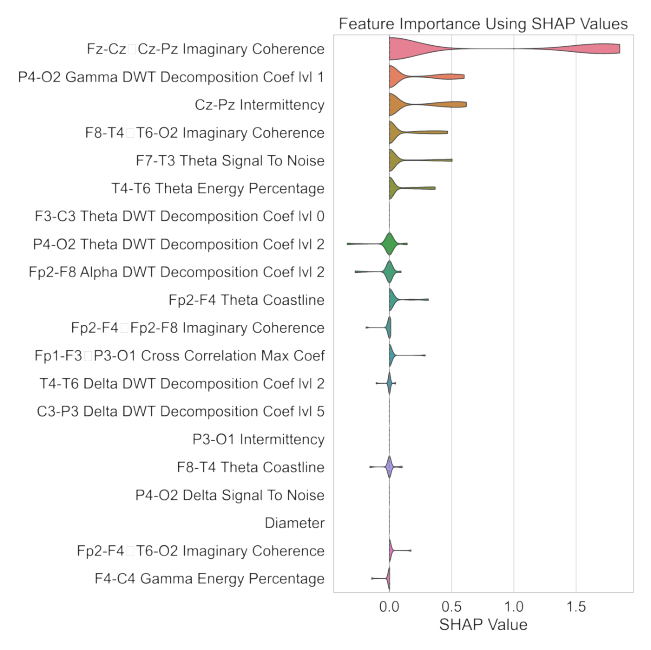 Feature Importance Using SHAP Values
Fz-Cz□Cz-Pz Imaginary Coherence
P4-O2 Gamma DWT Decomposition Coef lvl 1
Cz-Pz Intermittency
F8-T4□T6-O2 Imaginary Coherence
F7-T3 Theta Signal To Noise
T4-T6 Theta Energy Percentage
F3-C3 Theta DWT Decomposition Coef lvl 0
P4-O2 Theta DWT Decomposition Coef lvl 2
Fp2-F8 Alpha DWT Decomposition Coef lvl 2
Fp2-F4 Theta Coastline
Fp2-F4□Fp2-F8 Imaginary Coherence
Fp1-F3□P3-O1 Cross Correlation Max Coef
T4-T6 Delta DWT Decomposition Coef lvl 2
C3-P3 Delta DWT Decomposition Coef lvl 5
P3-O1 Intermittency
F8-T4 Theta Coastline
P4-O2 Delta Signal To Noise
Diameter
Fp2-F4□T6-O2 Imaginary Coherence
F4-C4 Gamma Energy Percentage
0.0 0.5 1.0 1.5
SHAP Value